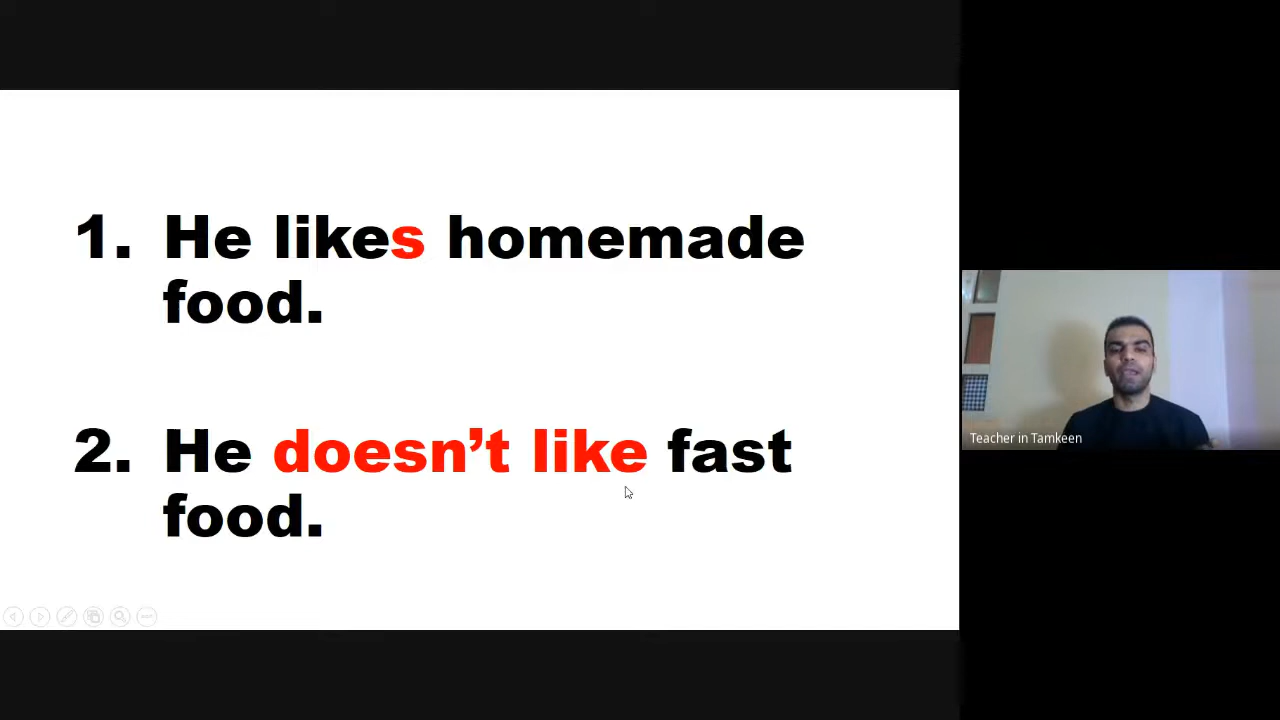 1. He likes homemade
food.
2. He doesn’t like fast
food.
Teacher in Tamkeen